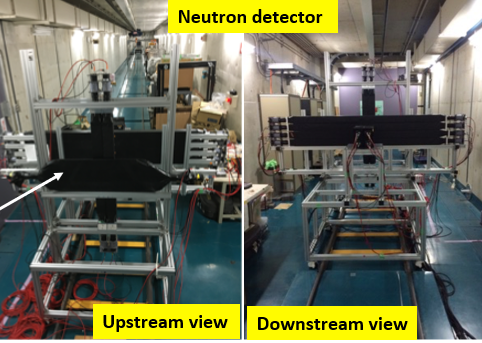 Neutron detector
Upstream view
Downstream view